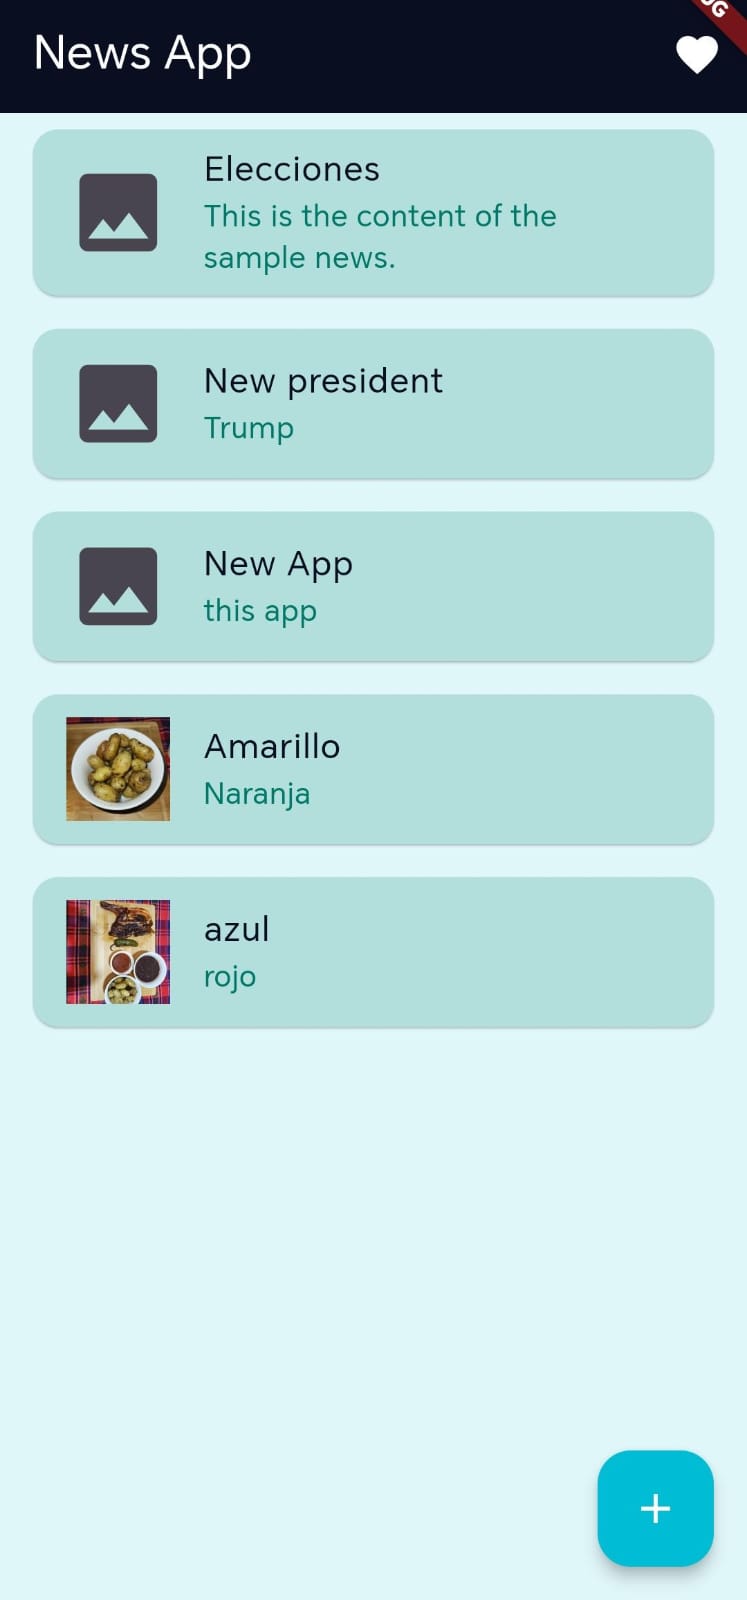 News App
Elecciones
This is the content of the
sample news.
New president
Trump
New App
this app
Amarillo
Naranja
azul
rojo